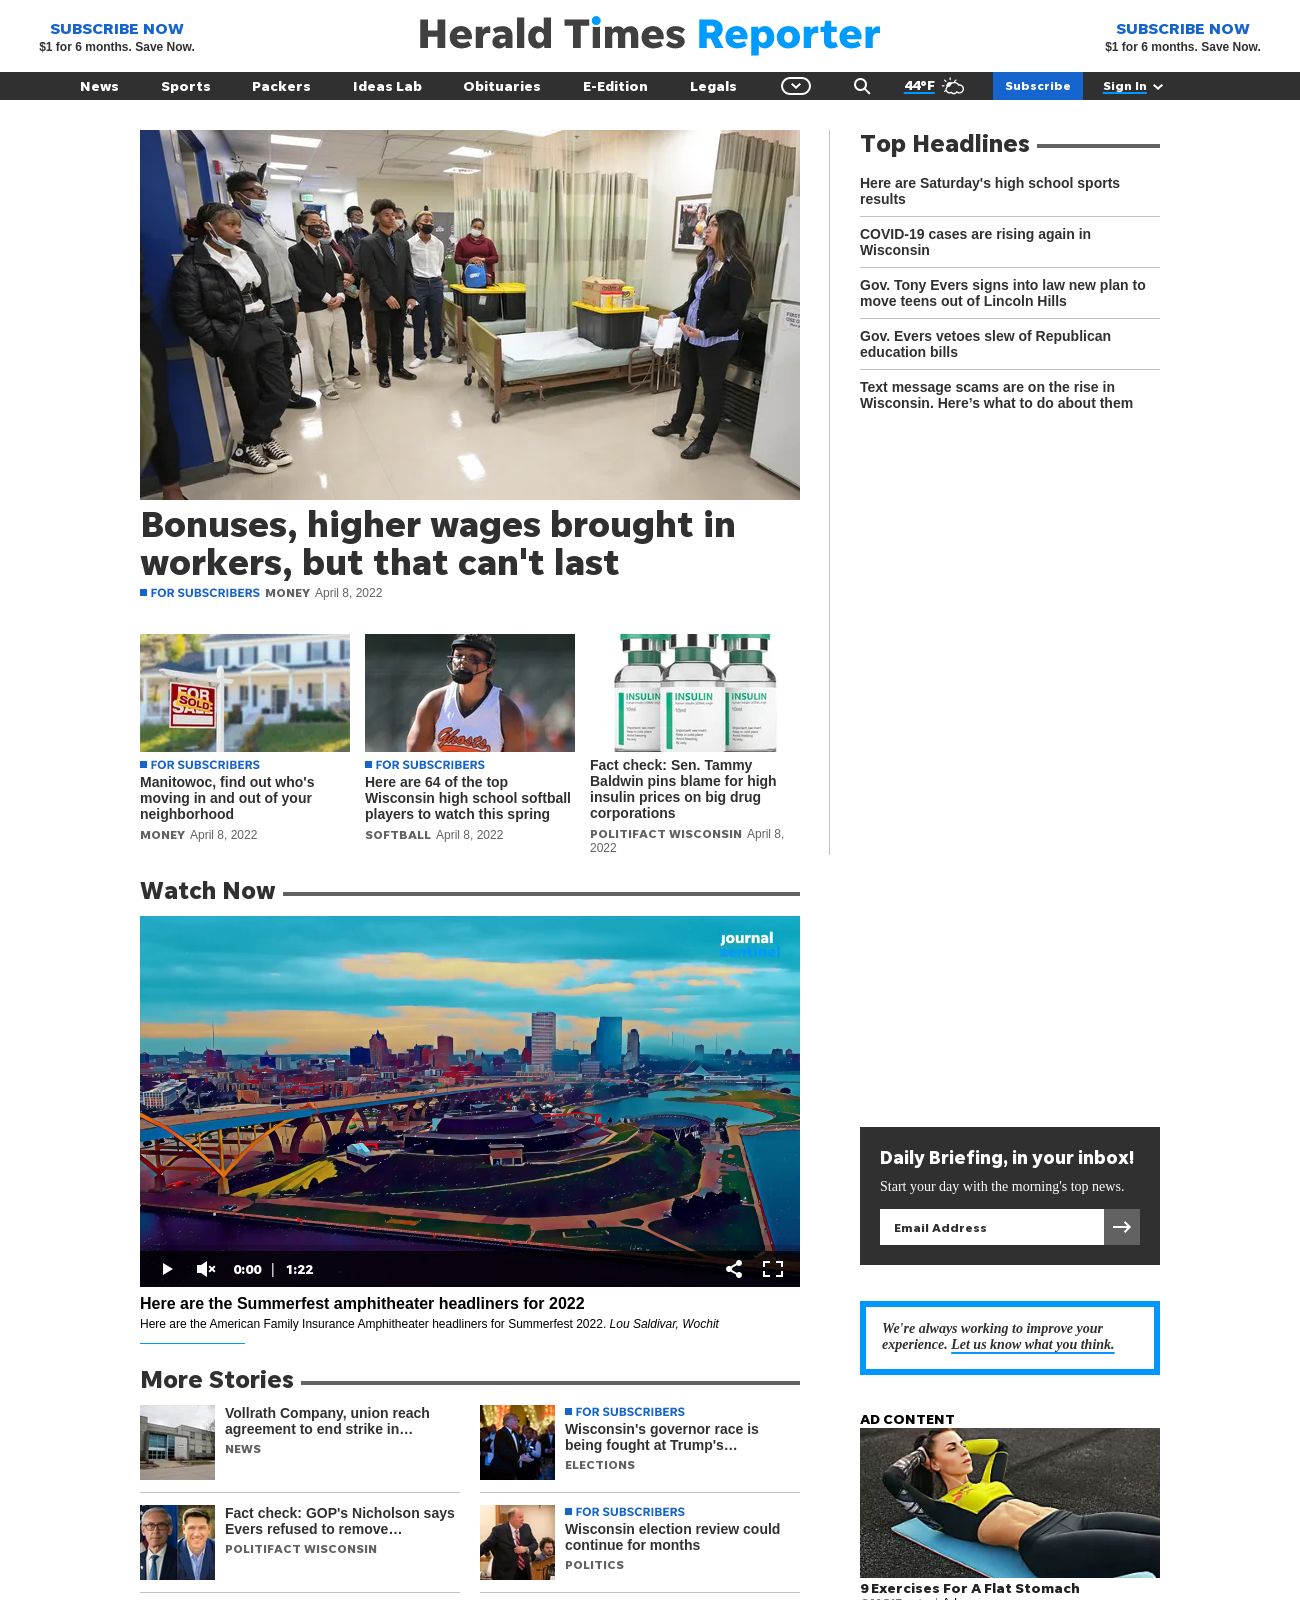 SUBSCRIBE NOW
$1 for 6 months. Save Now.
Herald Times Reporter
SUBSCRIBE NOW
$1 for 6 months. Save Now.
News
Sports
Packers
Ideas Lab
Obituaries
E-Edition
Legals
44°F
Subscribe
Sign In
Bonuses, higher wages brought in
workers, but that can't last
FOR SUBSCRIBERS MONEY April 8, 2022
FOR
SALE
SOLD
FOR SUBSCRIBERS
Manitowoc, find out who's
moving in and out of your
neighborhood
MONEY April 8, 2022
Ghosts
FOR SUBSCRIBERS
Here are 64 of the top
Wisconsin high school softball
players to watch this spring
SOFTBALL April 8, 2022
INSULIN
INSULIN
INSULIN
10ml
10ml
10ml
Fact check: Sen. Tammy
Baldwin pins blame for high
insulin prices on big drug
corporations
POLITIFACT WISCONSIN April 8,
2022
Top Headlines
Here are Saturday's high school sports
results
COVID-19 cases are rising again in
Wisconsin
Gov. Tony Evers signs into law new plan to
move teens out of Lincoln Hills
Gov. Evers vetoes slew of Republican
education bills
Text message scams are on the rise in
Wisconsin. Here’s what to do about them
Watch Now
journal
sentinel
0:00 | 1:22
Here are the Summerfest amphitheater headliners for 2022
Here are the American Family Insurance Amphitheater headliners for Summerfest 2022. Lou Saldivar, Wochit
More Stories
Vollrath Company, union reach
agreement to end strike in…
NEWS
FOR SUBSCRIBERS
Wisconsin's governor race is
being fought at Trump's…
ELECTIONS
Fact check: GOP's Nicholson says
Evers refused to remove…
POLITIFACT WISCONSIN
FOR SUBSCRIBERS
Wisconsin election review could
continue for months
POLITICS
Daily Briefing, in your inbox!
Start your day with the morning's top news.
Email Address
We're always working to improve your
experience. Let us know what you think.
AD CONTENT
9 Exercises For A Flat Stomach